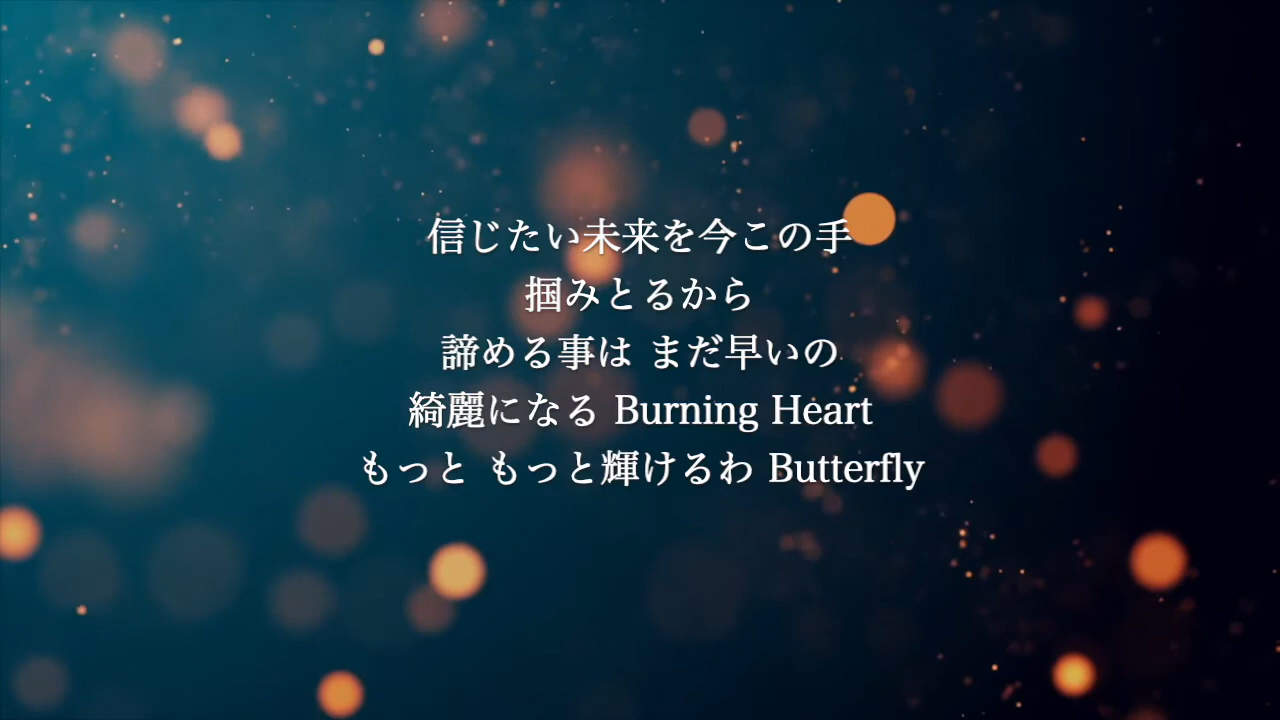 信じたい未来を今この手
掴みとるから
諦める事は まだ早いの
綺麗になる Burning Heart
もっと もっと輝けるわ Butterfly